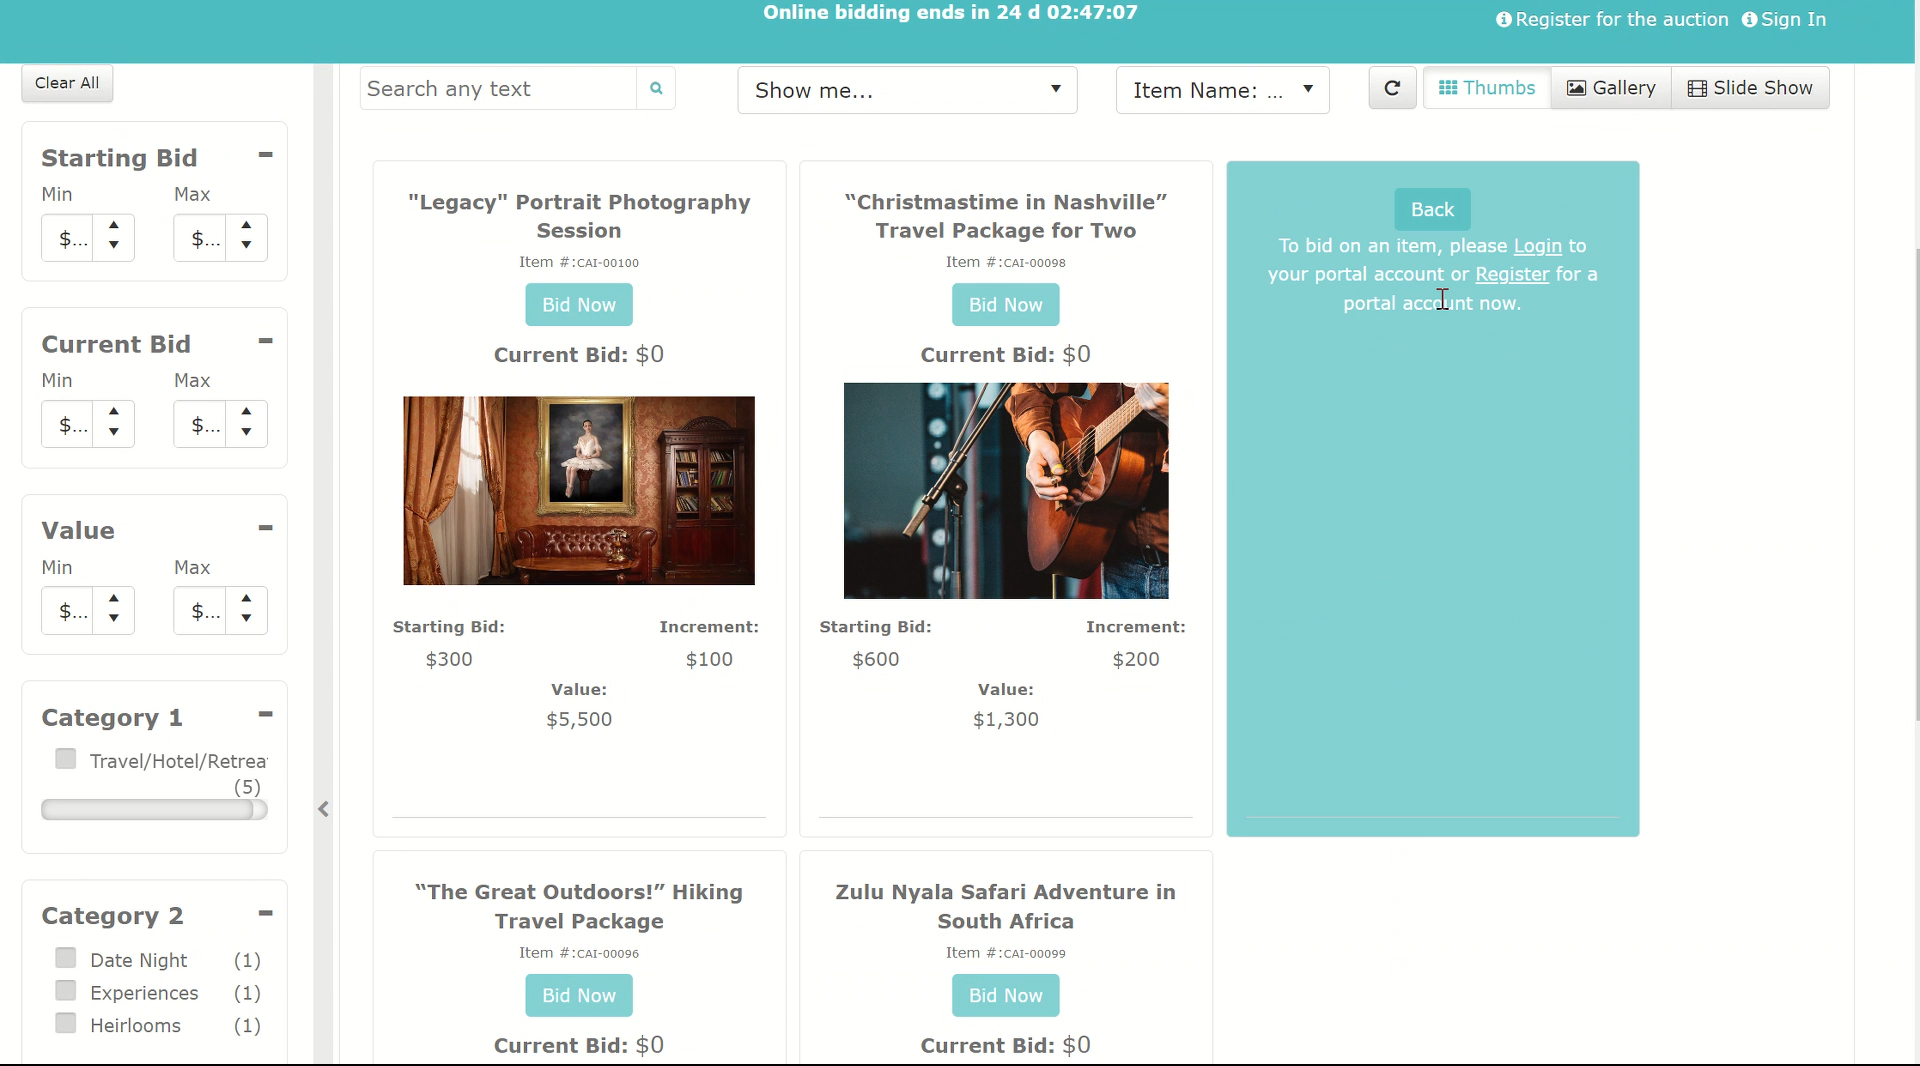 Online bidding ends in 24 d 02:47:07
Register for the auction Sign In
Clear All
Search any text
Show me...
Item Name: ...
Thumbs
Gallery
Slide Show
Starting Bid
Min Max
$... $...
Current Bid
Min Max
$... $...
Value
Min Max
$... $...
Category 1
Travel/Hotel/Retrea
(5)
Category 2
Date Night (1)
Experiences (1)
Heirlooms (1)
"Legacy" Portrait Photography
Session
Item #:CAI-00100
Bid Now
Current Bid: $0
Starting Bid: Increment:
$300 $100
Value:
$5,500
“Christmastime in Nashville”
Travel Package for Two
Item #:CAI-00098
Bid Now
Current Bid: $0
Starting Bid: Increment:
$600 $200
Value:
$1,300
Back
To bid on an item, please Login to
your portal account or Register for a
portal account now.
“The Great Outdoors!” Hiking
Travel Package
Item #:CAI-00096
Bid Now
Current Bid: $0
Zulu Nyala Safari Adventure in
South Africa
Item #:CAI-00099
Bid Now
Current Bid: $0